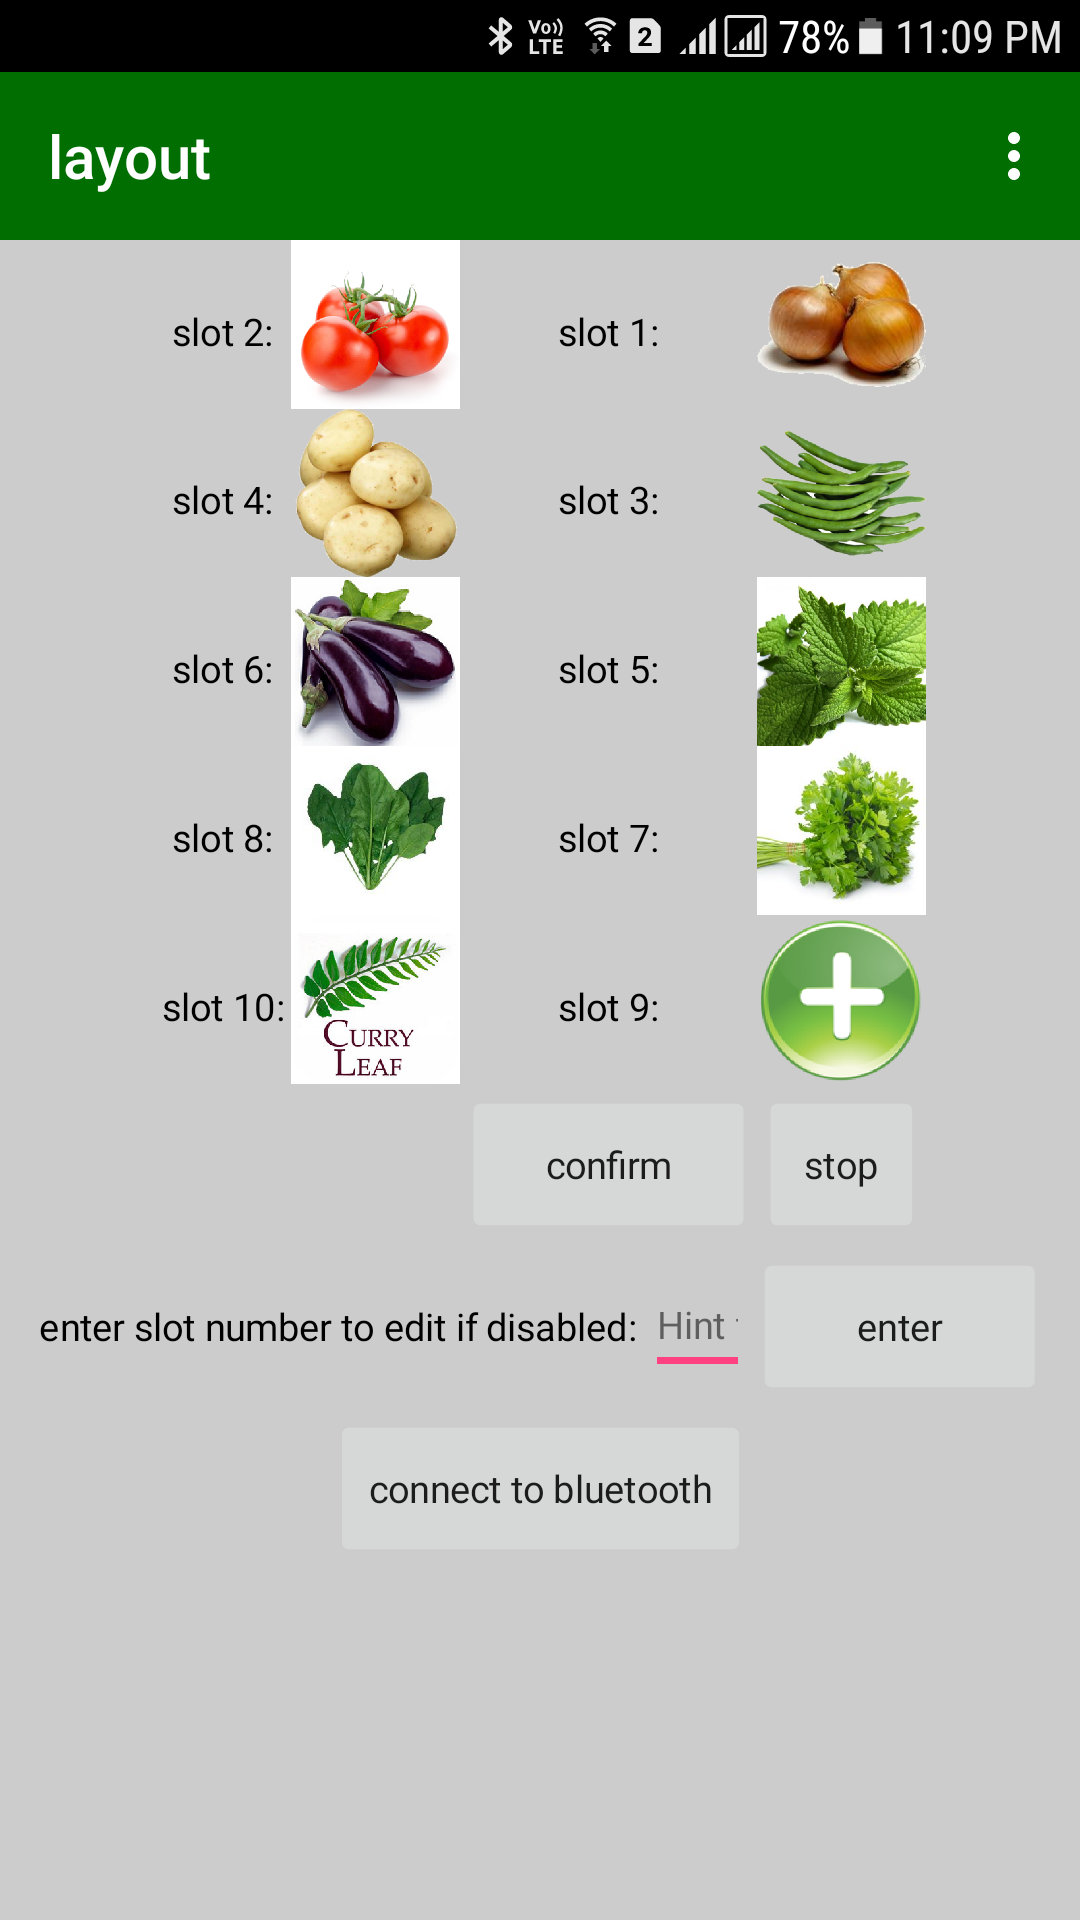 Vo)) LTE 2 78% 11:09 PM
layout
slot 2: slot 1:
slot 4: slot 3:
slot 6: slot 5:
slot 8: slot 7:
slot 10: slot 9:
CURRY
LEAF
confirm stop
enter slot number to edit if disabled: Hint enter
connect to bluetooth